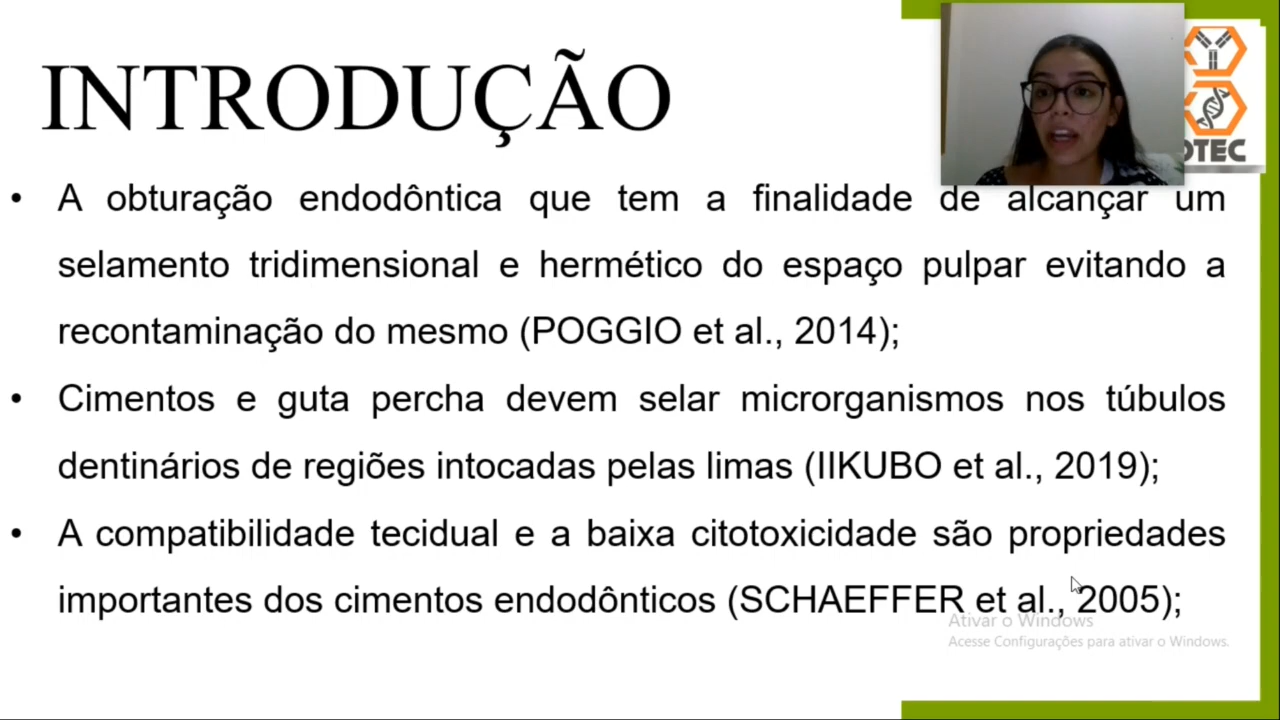 INTRODUÇÃO
OTEC
• A obturação endodôntica que tem a finalidade de alcançar um
selamento tridimensional e hermético do espaço pulpar evitando a
recontaminação do mesmo (POGGIO et al., 2014);
• Cimentos e guta percha devem selar microrganismos nos túbulos
dentinários de regiões intocadas pelas limas (IIKUBO et al., 2019);
• A compatibilidade tecidual e a baixa citotoxicidade são propriedades
importantes dos cimentos endodônticos (SCHAEFFER et al., 2005);
Ativar o Windows
Acesse Configurações para ativar o Windows.